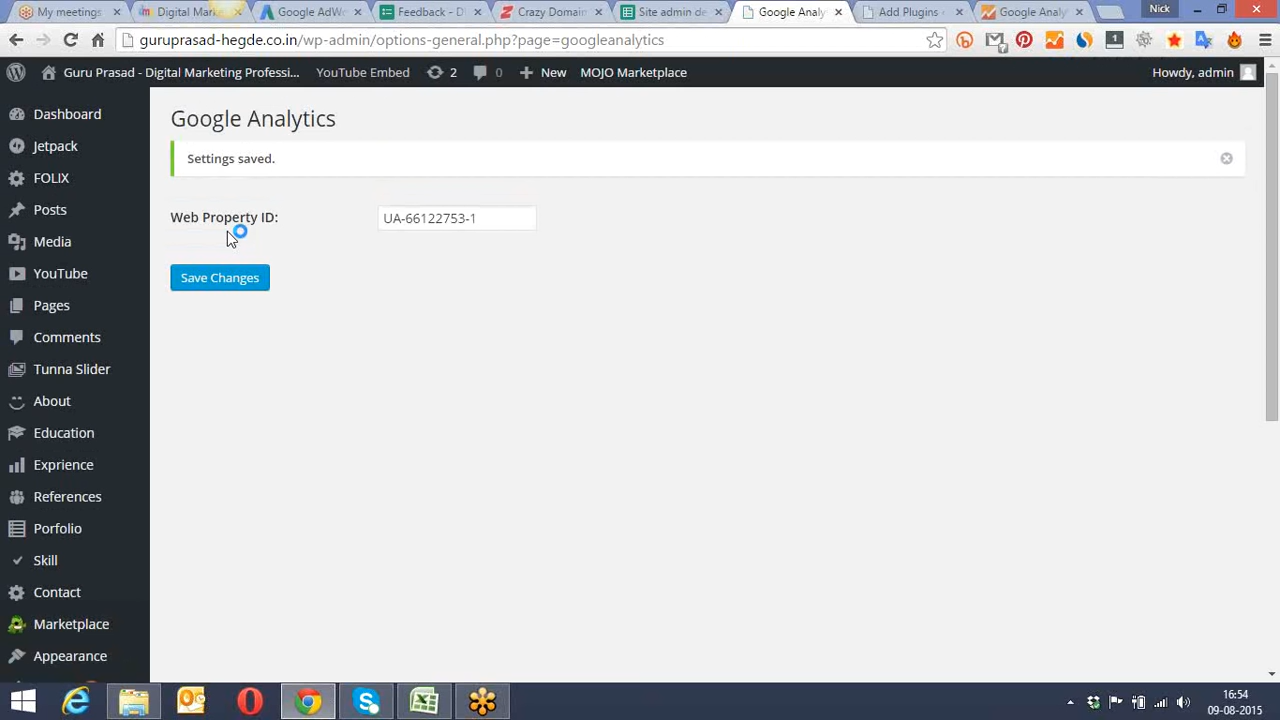 My meetings
Digital Mark
Google AdWo
Feedback - D
Crazy Domain
Site admin de
Google Analy
Add Plugins
Google Analy
Nick
guruprasad-hegde.co.in/wp-admin/options-general.php?page=googleanalytics
1
Guru Prasad - Digital Marketing Professi...
YouTube Embed
2
0
New
MOJO Marketplace
Howdy, admin
Dashboard
Jetpack
FOLIX
Posts
Media
YouTube
Pages
Comments
Tunna Slider
About
Education
Exprience
References
Porfolio
Skill
Contact
Marketplace
Appearance
Google Analytics
Settings saved.
Web Property ID:
UA-66122753-1
Save Changes
16:54
09-08-2015